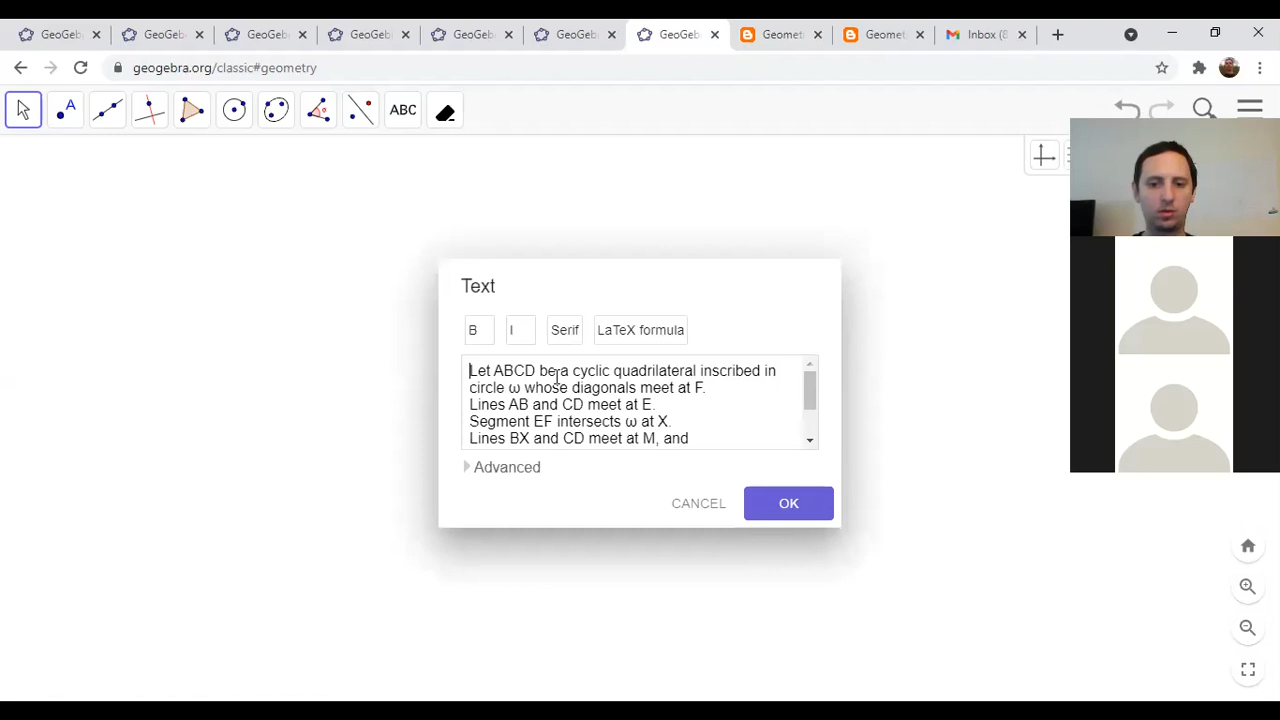 GeoGeb
GeoGeb
GeoGeb
GeoGeb
GeoGeb
GeoGeb
GeoGeb
Geomet
Geomet
Inbox (8
geogebra.org/classic#geometry
A
ABC
Text
B
I
Serif
LaTeX formula
Let ABCD be a cyclic quadrilateral inscribed in
circle ω whose diagonals meet at F.
Lines AB and CD meet at E.
Segment EF intersects ω at X.
Lines BX and CD meet at M, and
Advanced
CANCEL
OK